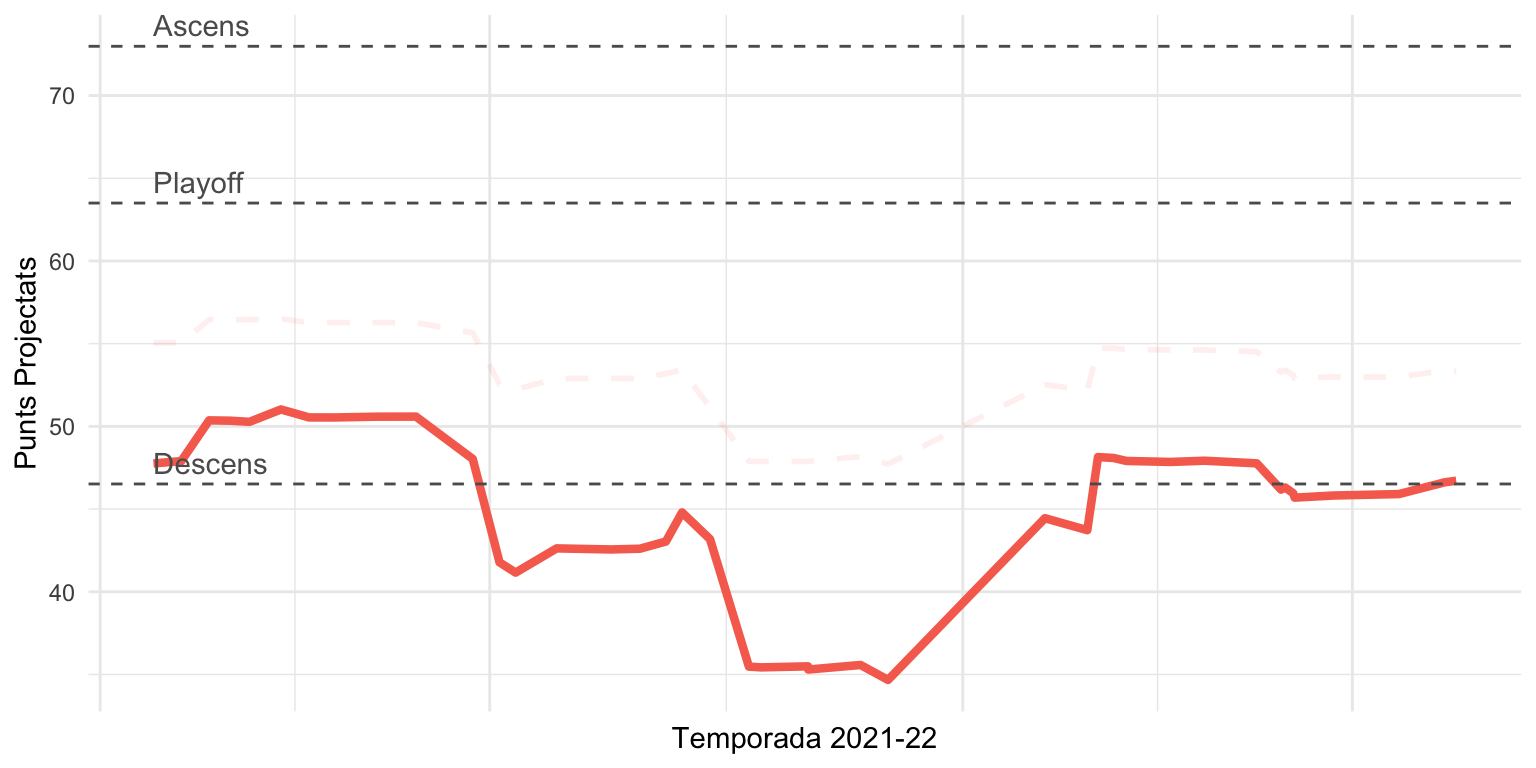 Ascens
70
Playoff
60
Punts Projectats
50
Descens
40
Temporada 2021-22